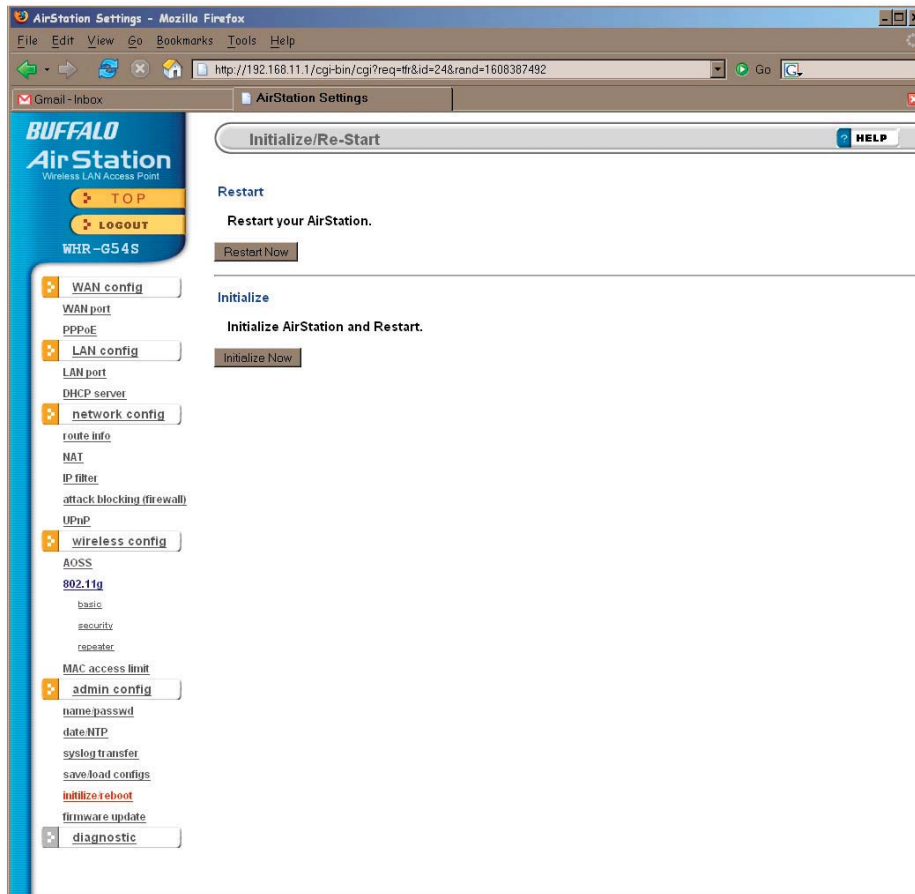 AirStation Settings - Mozilla Firefox
File Edit View Go Bookmarks Tools Help
http://192.168.11.1/cgi-bin/cgi?req=tfr&id=24&rand=1608387492
Go
G
Gmail - Inbox
AirStation Settings
BUFFALO
AirStation
Wireless LAN Access Point
TOP
LOGOUT
WHR-G54S
WAN config
WAN port
PPPoE
LAN config
LAN port
DHCP server
network config
route info
NAT
IP filter
attack blocking (firewall)
UPnP
wireless config
AOSS
802.11g
basic
security
repeater
MAC access limit
admin config
name/passwd
date/NTP
syslog transfer
save/load configs
initilize/reboot
firmware update
diagnostic
Initialize/Re-Start
? HELP
Restart
Restart your AirStation.
Restart Now
Initialize
Initialize AirStation and Restart.
Initialize Now